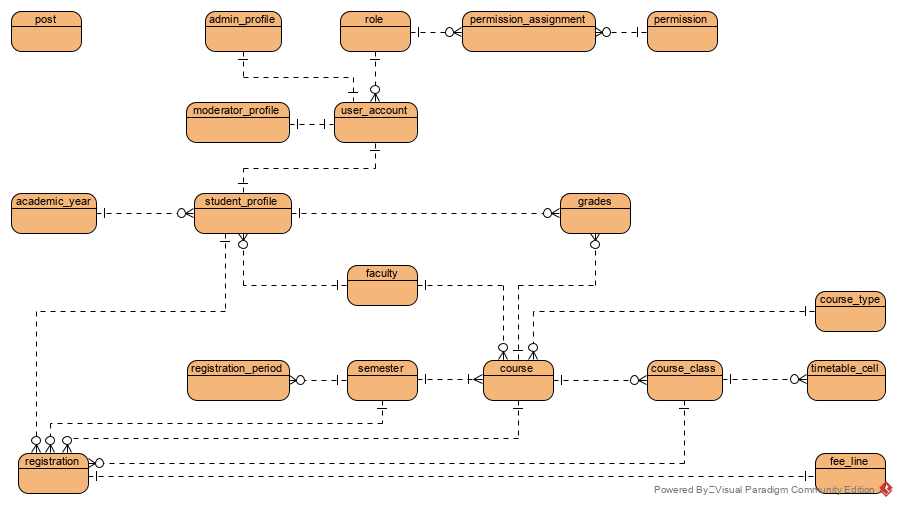 post
admin_profile
role
permission_assignment
permission
moderator_profile
user_account
academic_year
student_profile
grades
faculty
course_type
registration_period
semester
course
course_class
timetable_cell
registration
fee_line
Powered By Visual Paradigm Community Edition